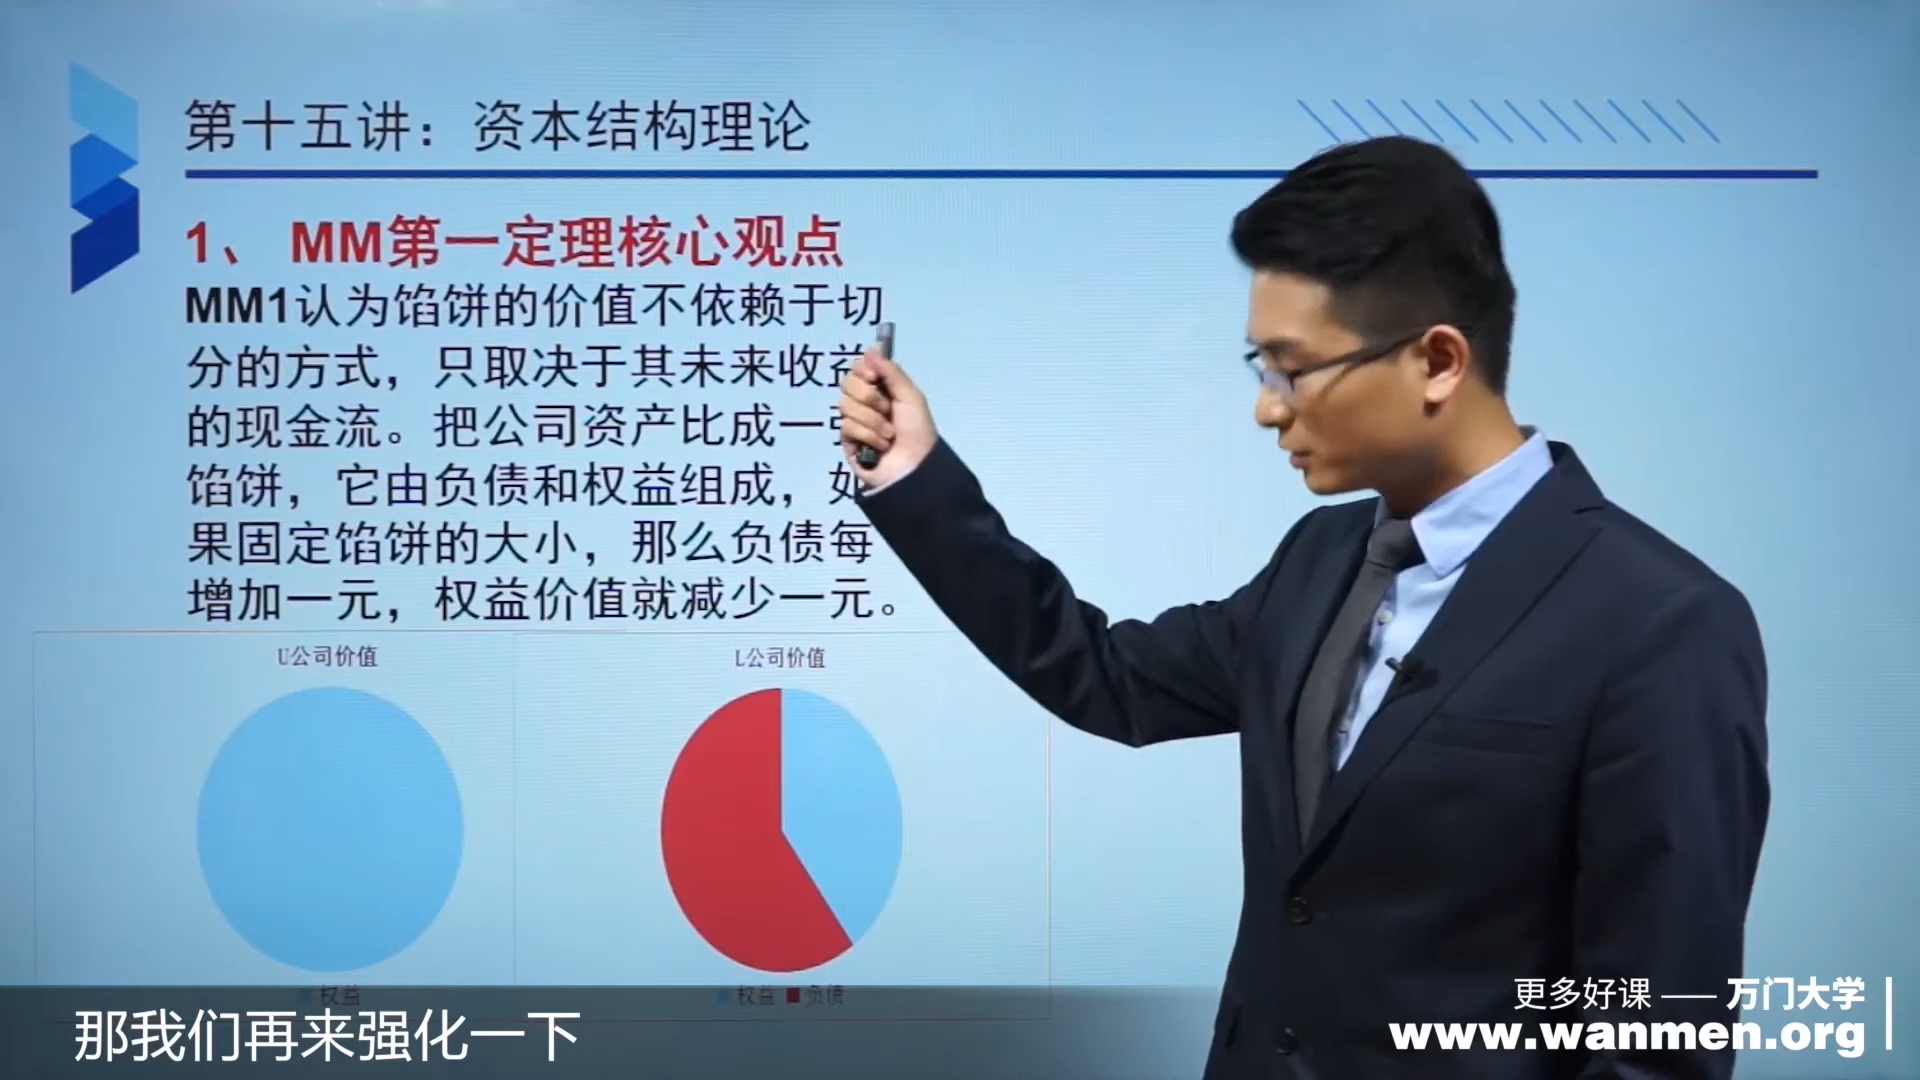 第十五讲：资本结构理论
1、 MM第一定理核心观点
MM1认为馅饼的价值不依赖于切
分的方式，只取决于其未来收益
的现金流。把公司资产比成一
馅饼，它由负债和权益组成，如
果固定馅饼的大小，那么负债每
增加一元，权益价值就减少一元。
U公司价值
L公司价值
权益
权益 负债
那我们再来强化一下
更多好课 —— 万门大学
www.wanmen.org